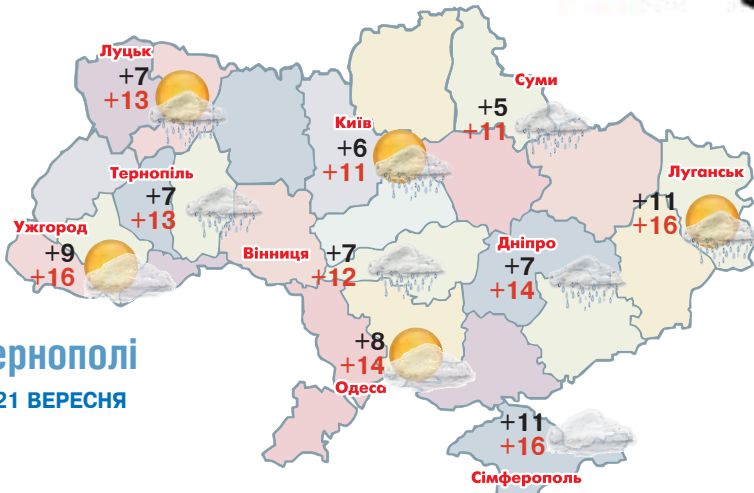 Луцьк
+7
+13
Суми
+5
+11
Київ
+6
+11
Тернопіль
+7
+13
Луганськ
+11
+16
Ужгород
+9
+16
Вінниця
+7
+12
Дніпро
+7
+14
+8
+14
Одеса
ернополі
21 ВЕРЕСНЯ
+11
+16
Сімферополь